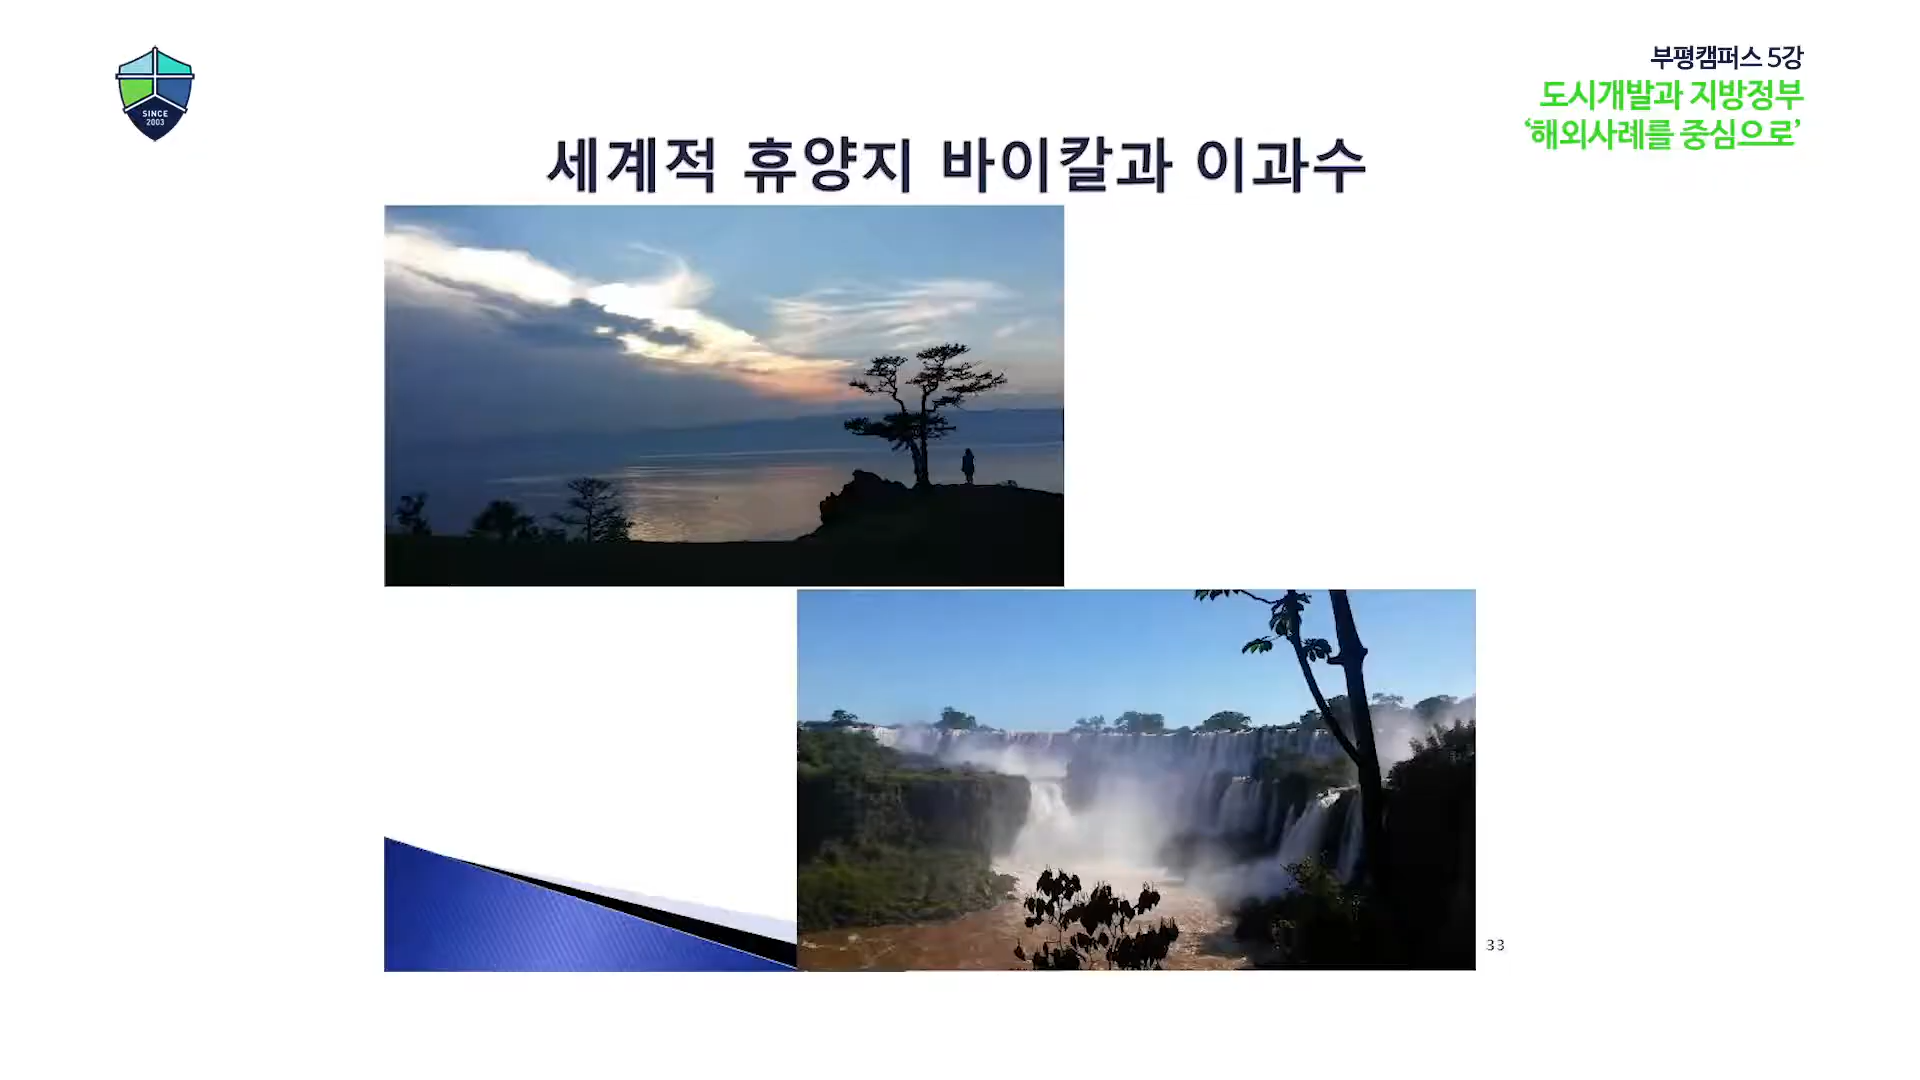 SINCE
2003
부평캠퍼스 5강
도시개발과 지방정부
‘해외사례를 중심으로’
세계적 휴양지 바이칼과 이과수
33